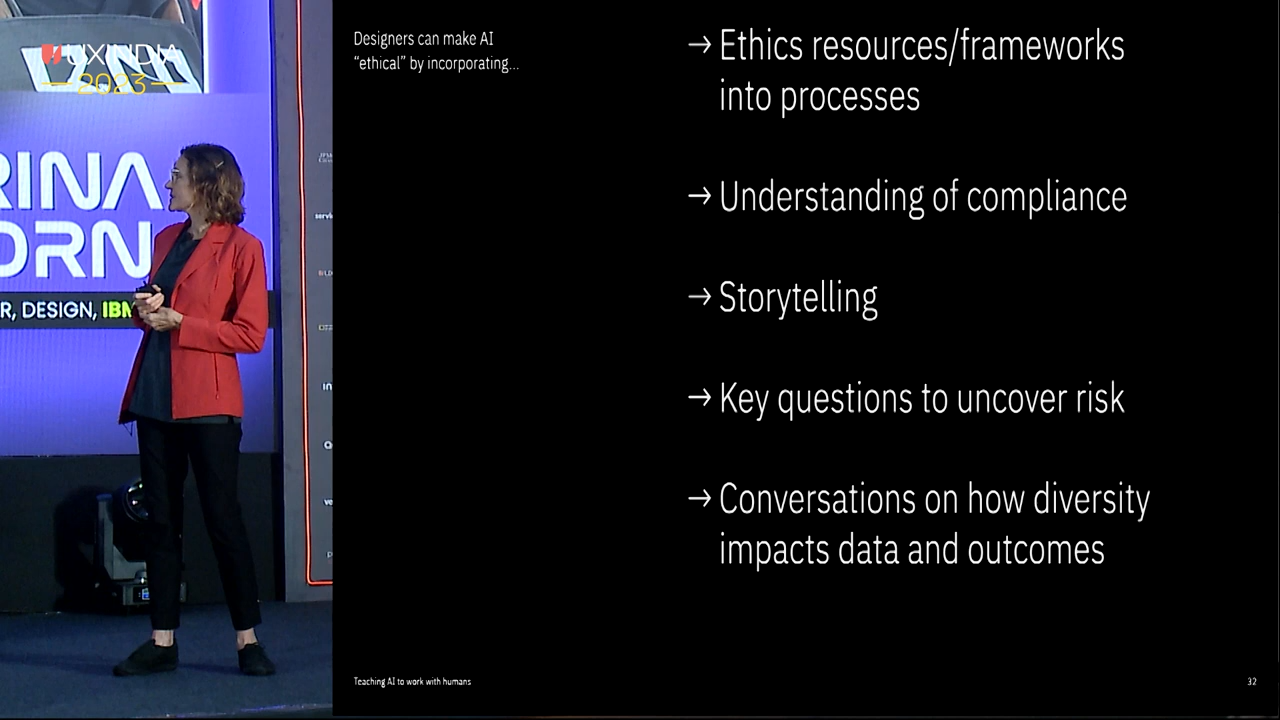 UXINDIA
2023
RINA
ORN
R, DESIGN, IBM
Designers can make AI
“ethical” by incorporating...
→ Ethics resources/frameworks
into processes
→ Understanding of compliance
→ Storytelling
→ Key questions to uncover risk
→ Conversations on how diversity
impacts data and outcomes
Teaching AI to work with humans
32